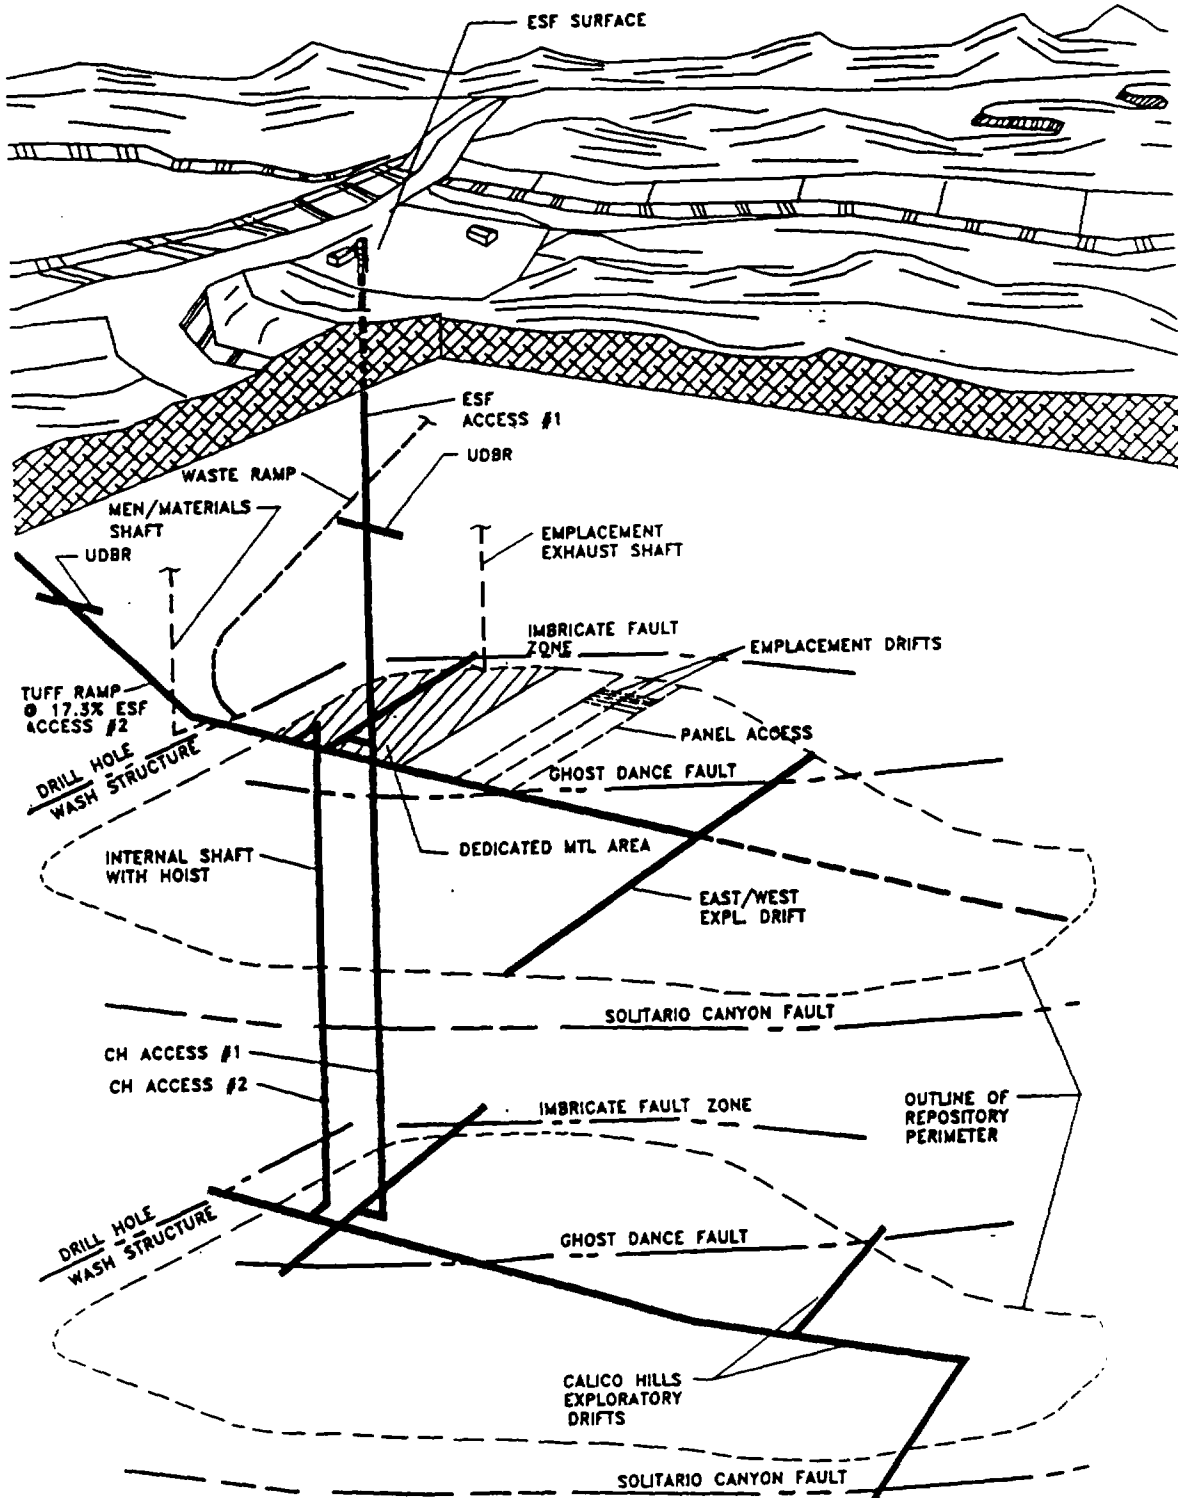 ESF SURFACE
ESF
ACCESS #1
UDBR
WASTE RAMP
MEN/MATERIALS
SHAFT
UDBR
EMPLACEMENT
EXHAUST SHAFT
IMBRICATE FAULT
ZONE
EMPLACEMENT DRIFTS
TUFF RAMP
@ 17.3% ESF
ACCESS #2
PANEL ACCESS
DRILL HOLE
WASH STRUCTURE
GHOST DANCE FAULT
INTERNAL SHAFT
WITH HOIST
DEDICATED MTL AREA
EAST/WEST
EXPL. DRIFT
SOLITARIO CANYON FAULT
CH ACCESS #1
CH ACCESS #2
IMBRICATE FAULT ZONE
OUTLINE OF
REPOSITORY
PERIMETER
DRILL HOLE
WASH STRUCTURE
GHOST DANCE FAULT
CALICO HILLS
EXPLORATORY
DRIFTS
SOLITARIO CANYON FAULT